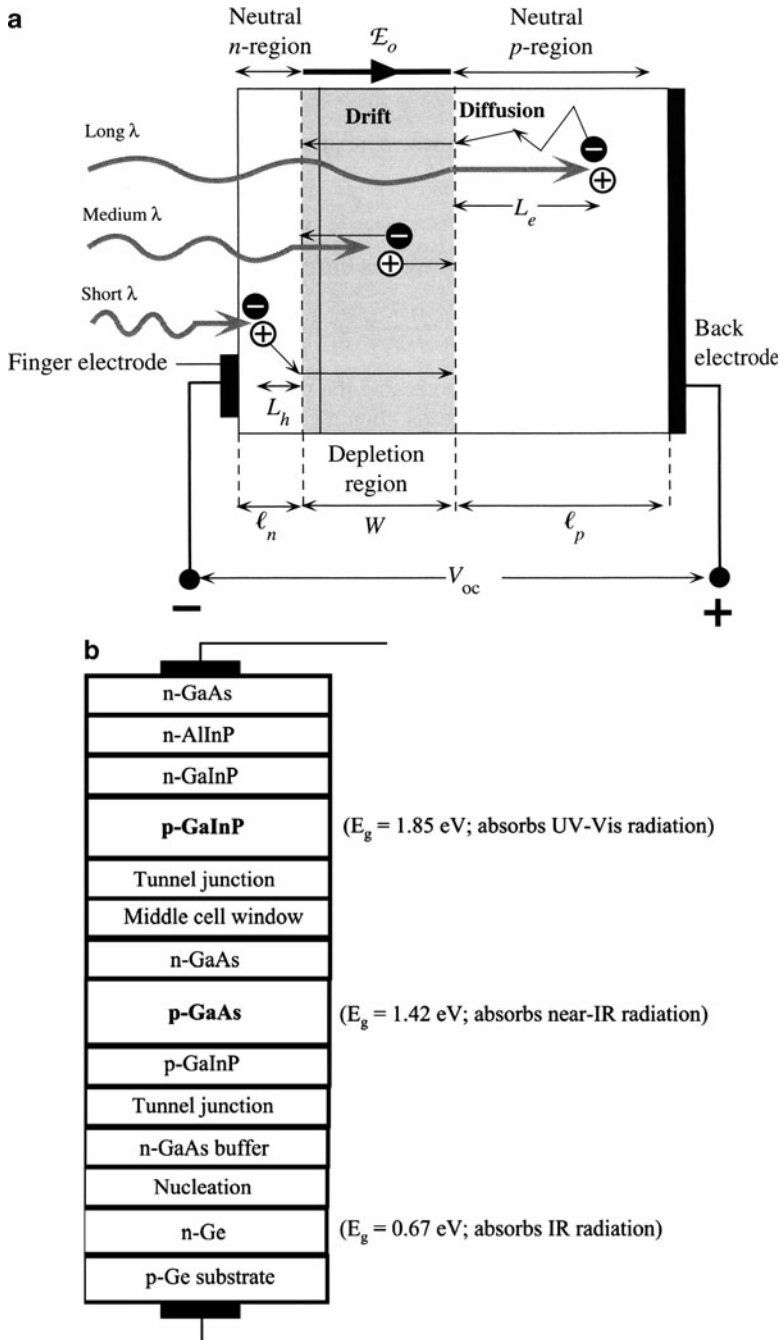 a
Neutral
n-region
ℰo
Neutral
p-region
Drift
Diffusion
Long λ
Le
Medium λ
Short λ
Finger electrode
Lh
Back
electrode
Depletion
region
ℓn
W
ℓp
Voc
b
n-GaAs
n-AlInP
n-GaInP
p-GaInP
(Eg = 1.85 eV; absorbs UV-Vis radiation)
Tunnel junction
Middle cell window
n-GaAs
p-GaAs
(Eg = 1.42 eV; absorbs near-IR radiation)
p-GaInP
Tunnel junction
n-GaAs buffer
Nucleation
n-Ge
(Eg = 0.67 eV; absorbs IR radiation)
p-Ge substrate